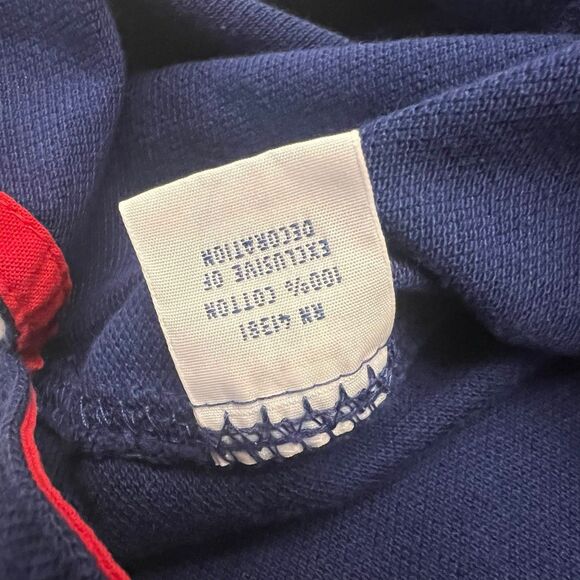 RN 41381
100% COTTON
EXCLUSIVE OF
DECORATION